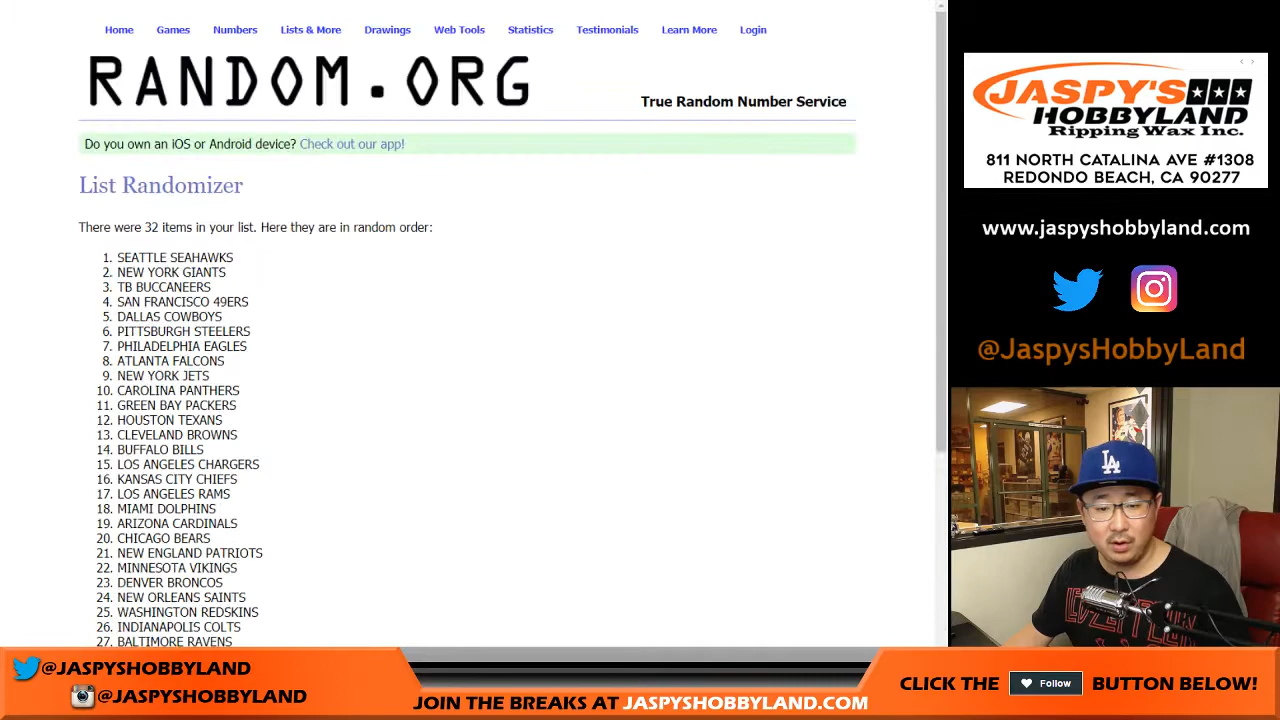 Home Games Numbers Lists & More Drawings Web Tools Statistics Testimonials Learn More Login
RANDOM.ORG
True Random Number Service
Do you own an iOS or Android device? Check out our app!
List Randomizer
There were 32 items in your list. Here they are in random order:
1. SEATTLE SEAHAWKS
2. NEW YORK GIANTS
3. TB BUCCANEERS
4. SAN FRANCISCO 49ERS
5. DALLAS COWBOYS
6. PITTSBURGH STEELERS
7. PHILADELPHIA EAGLES
8. ATLANTA FALCONS
9. NEW YORK JETS
10. CAROLINA PANTHERS
11. GREEN BAY PACKERS
12. HOUSTON TEXANS
13. CLEVELAND BROWNS
14. BUFFALO BILLS
15. LOS ANGELES CHARGERS
16. KANSAS CITY CHIEFS
17. LOS ANGELES RAMS
18. MIAMI DOLPHINS
19. ARIZONA CARDINALS
20. CHICAGO BEARS
21. NEW ENGLAND PATRIOTS
22. MINNESOTA VIKINGS
23. DENVER BRONCOS
24. NEW ORLEANS SAINTS
25. WASHINGTON REDSKINS
26. INDIANAPOLIS COLTS
27. BALTIMORE RAVENS
JASPY'S
HOBBYLAND
Ripping Wax Inc.
811 NORTH CATALINA AVE #1308
REDONDO BEACH, CA 90277
www.jaspyshobbyland.com
@JaspysHobbyLand
LA
@JASPYSHOBBYLAND
@JASPYSHOBBYLAND
JOIN THE BREAKS AT JASPYSHOBBYLAND.COM
CLICK THE Follow BUTTON BELOW!